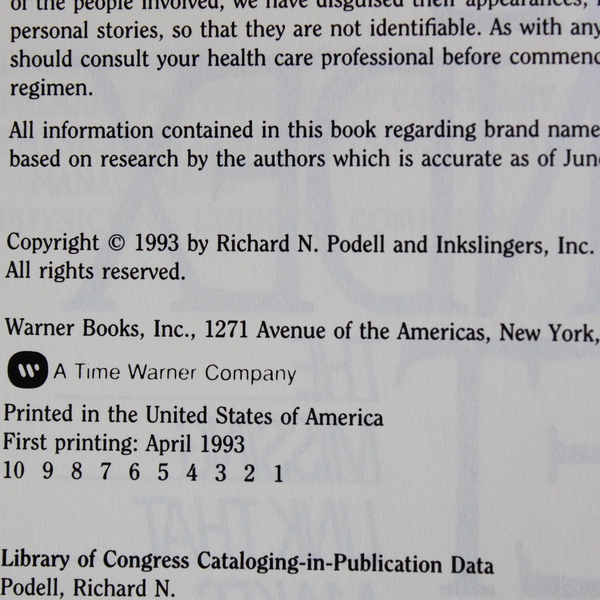 of the people involved, we have disguised their appearances,
personal stories, so that they are not identifiable. As with any
should consult your health care professional before commenc
regimen.
All information contained in this book regarding brand name
based on research by the authors which is accurate as of Jun
Copyright © 1993 by Richard N. Podell and Inkslingers, Inc.
All rights reserved.
Warner Books, Inc., 1271 Avenue of the Americas, New York,
A Time Warner Company
Printed in the United States of America
First printing: April 1993
10 9 8 7 6 5 4 3 2 1
Library of Congress Cataloging-in-Publication Data
Podell, Richard N.